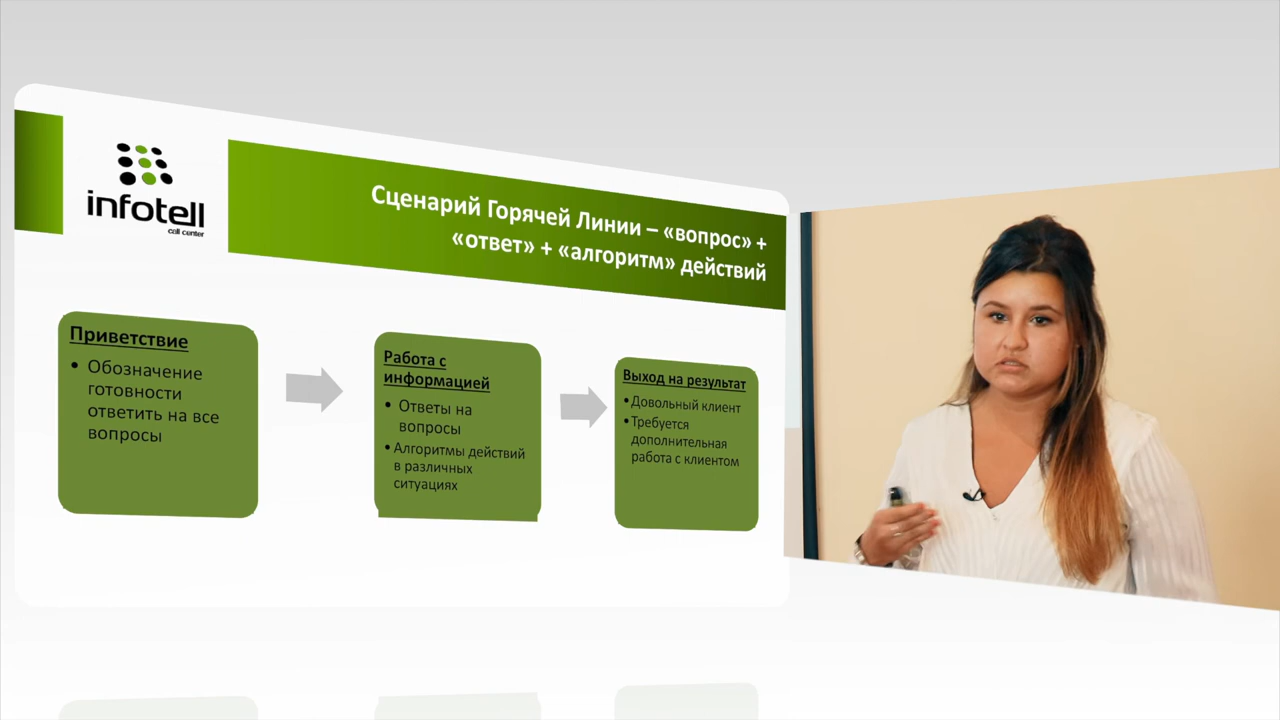 infotell
call center
Сценарий Горячей Линии – «вопрос» +
«ответ» + «алгоритм» действий
Приветствие
• Обозначение
готовности
ответить на все
вопросы
Работа с
информацией
• Ответы на
вопросы
• Алгоритмы действий
в различных
ситуациях
Выход на результат
• Довольный клиент
• Требуется
дополнительная
работа с клиентом